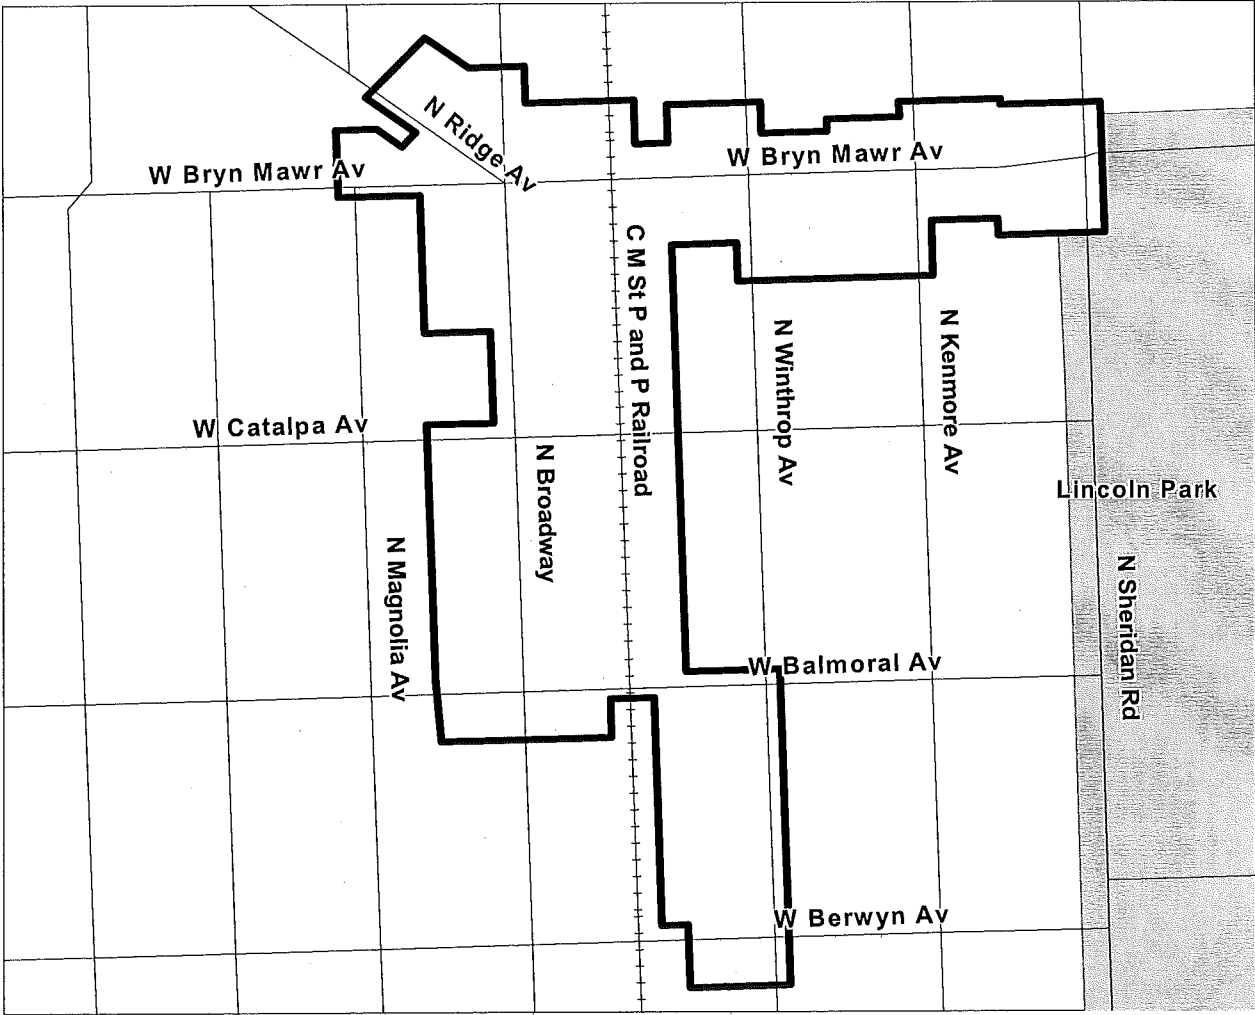 N Ridge Av
W Bryn Mawr Av
W Bryn Mawr Av
C M St P and P Railroad
N Winthrop Av
N Kenmore Av
W Catalpa Av
N Broadway
Lincoln Park
N Magnolia Av
N Sheridan Rd
W Balmoral Av
W Berwyn Av